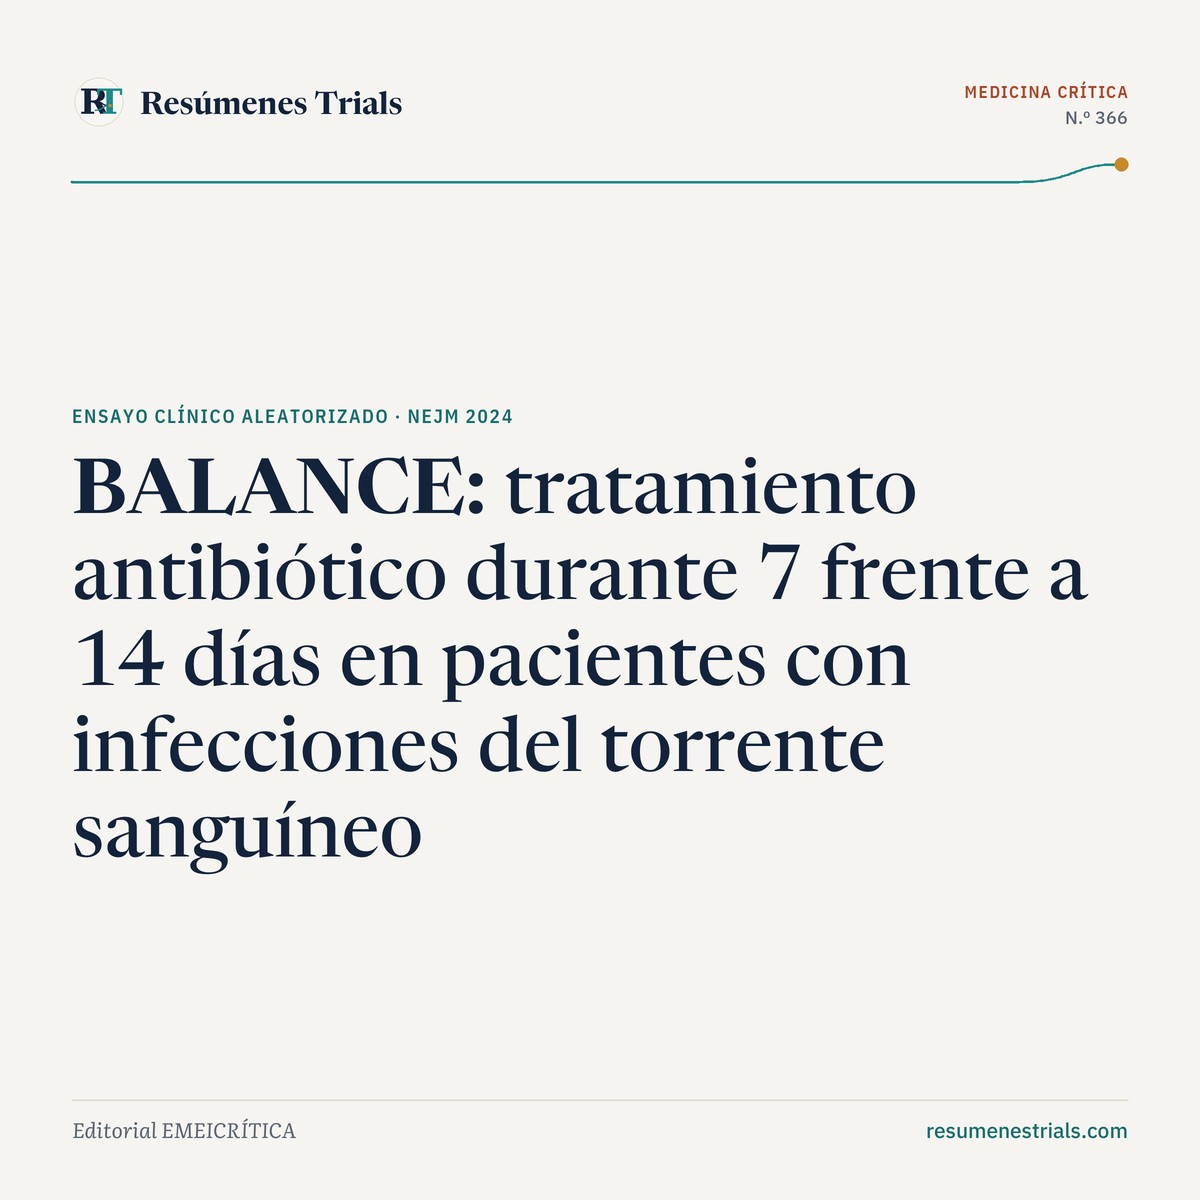 RT Resúmenes Trials
MEDICINA CRÍTICA
N.º 366
ENSAYO CLÍNICO ALEATORIZADO · NEJM 2024
BALANCE: tratamiento
antibiótico durante 7 frente a
14 días en pacientes con
infecciones del torrente
sanguíneo
Editorial EMEICRÍTICA
resumenestrials.com